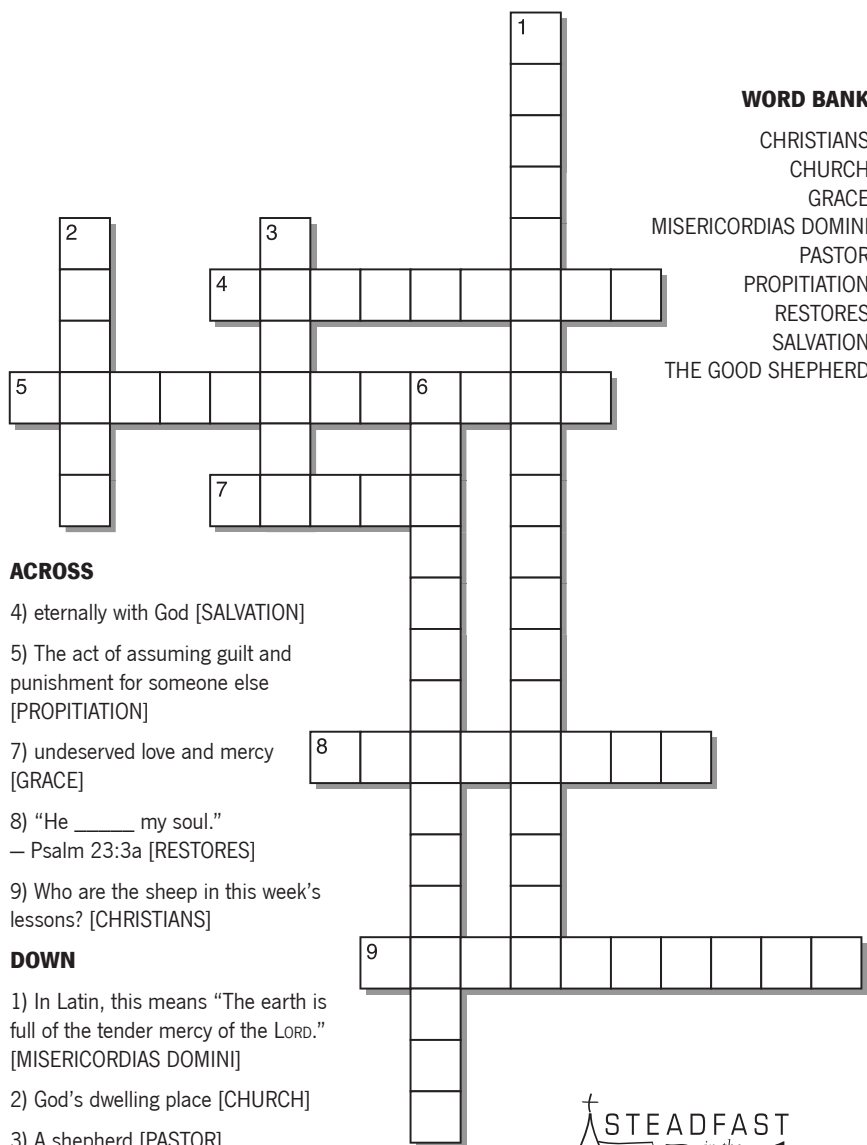 1
WORD BANK
CHRISTIANS
CHURCH
GRACE
MISERICORDIAS DOMINI
PASTOR
PROPITIATION
RESTORES
SALVATION
THE GOOD SHEPHERD
2
3
4
5
6
7
8
9
ACROSS
4) eternally with God [SALVATION]
5) The act of assuming guilt and
punishment for someone else
[PROPITIATION]
7) undeserved love and mercy
[GRACE]
8) “He _____ my soul.”
— Psalm 23:3a [RESTORES]
9) Who are the sheep in this week’s
lessons? [CHRISTIANS]
DOWN
1) In Latin, this means “The earth is
full of the tender mercy of the LORD.”
[MISERICORDIAS DOMINI]
2) God’s dwelling place [CHURCH]
3) A shepherd [PASTOR]
STEADFAST
in the